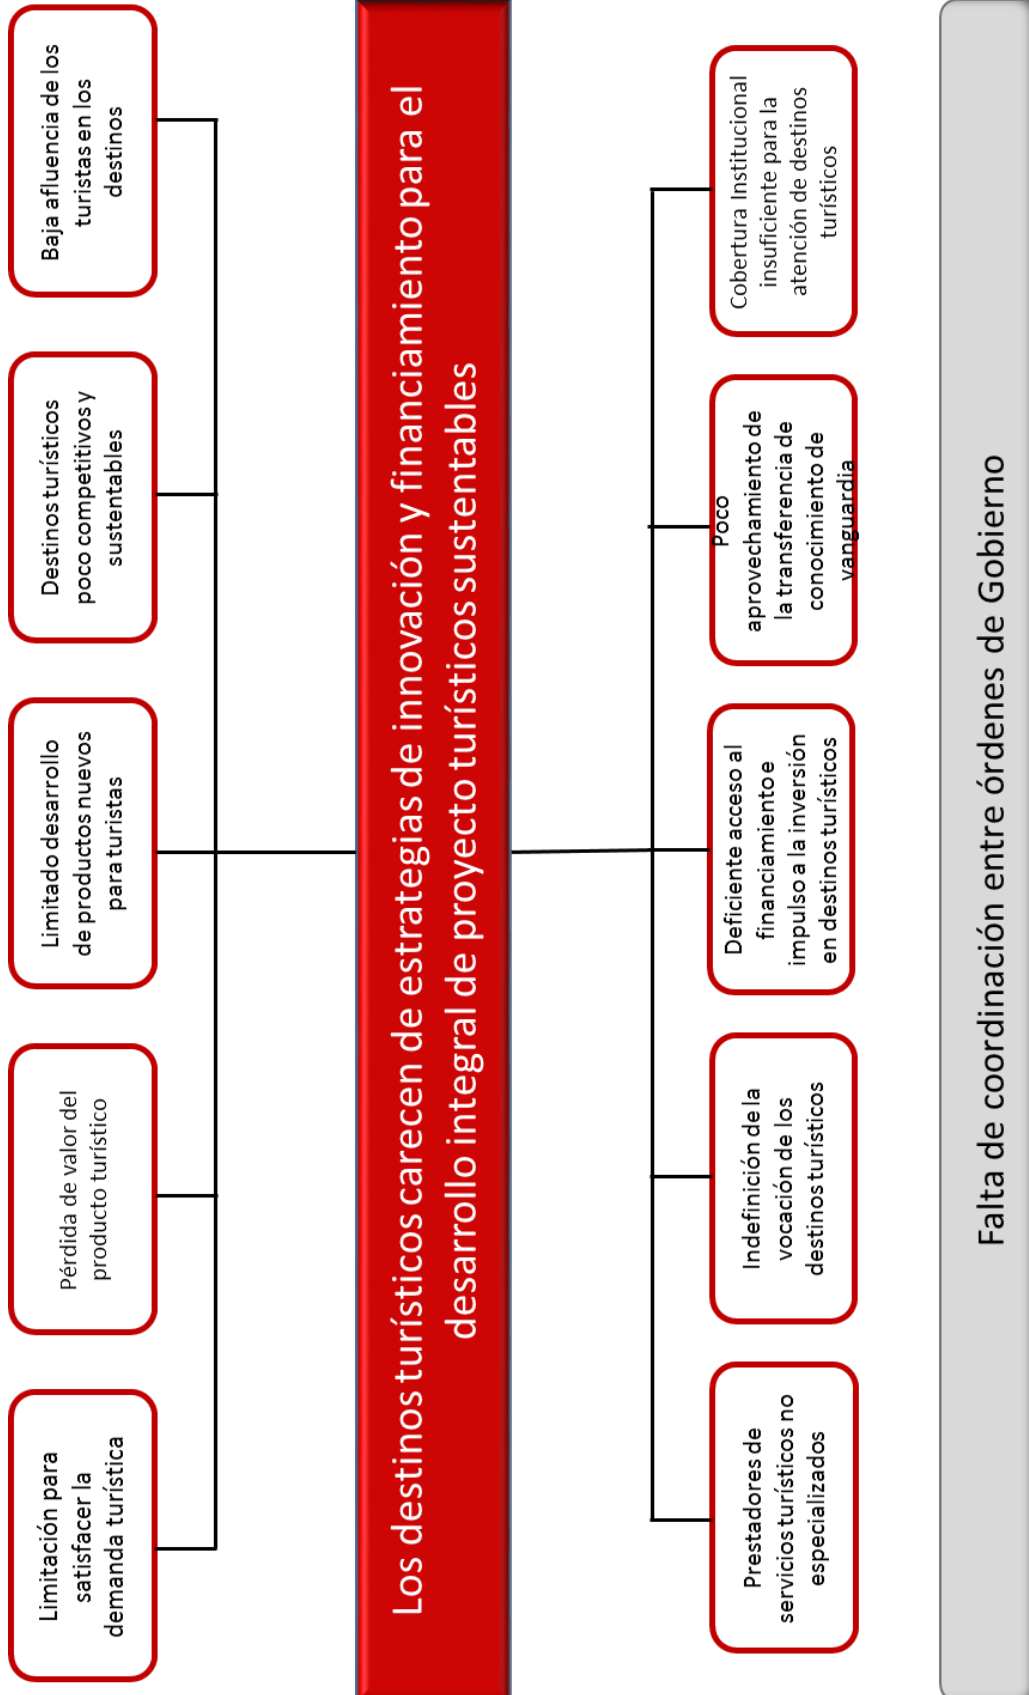 Limitación para
satisfacer la
demanda turística
Pérdida de valor del
producto turístico
Limitado desarrollo
de productos nuevos
para turistas
Destinos turísticos
poco competitivos y
sustentables
Baja afluencia de los
turistas en los
destinos
Los destinos turísticos carecen de estrategias de innovación y financiamiento para el
desarrollo integral de proyecto turísticos sustentables
Prestadores de
servicios turísticos no
especializados
Indefinición de la
vocación de los
destinos turísticos
Deficiente acceso al
financiamiento e
impulso a la inversión
en destinos turísticos
Poco
aprovechamiento de
la transferencia de
conocimiento de
vanguardia
Cobertura Institucional
insuficiente para la
atención de destinos
turísticos
Falta de coordinación entre órdenes de Gobierno